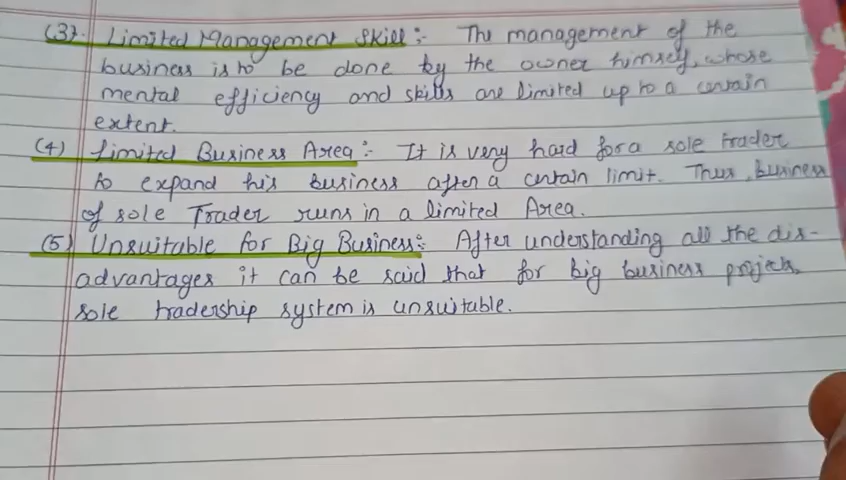 (3). Limited Management Skill :- The management of the
business is to be done by the owner himself, whose
mental efficiency and skills are limited up to a certain
extent.
(4) Limited Business Area :- It is very hard for a sole trader
to expand his business after a certain limit. Thus, business
of sole Trader runs in a limited Area.
(5) Unsuitable for Big Business :- After understanding all the dis-
advantages it can be said that for big business projects,
sole tradership system is unsuitable.